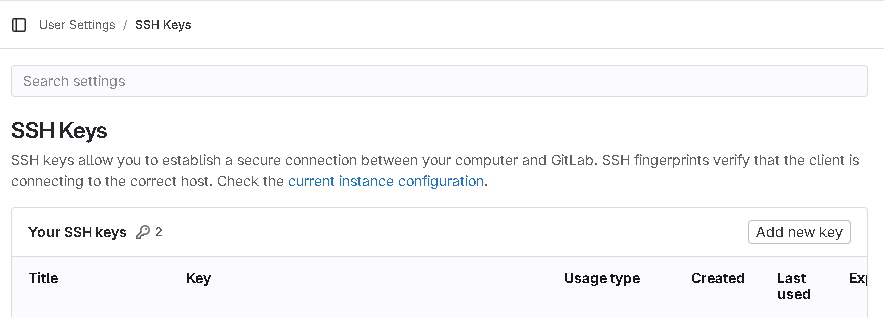 User Settings / SSH Keys
Search settings
SSH Keys
SSH keys allow you to establish a secure connection between your computer and GitLab. SSH fingerprints verify that the client is
connecting to the correct host. Check the current instance configuration.
Your SSH keys 2 Add new key
Title Key Usage type Created Last used